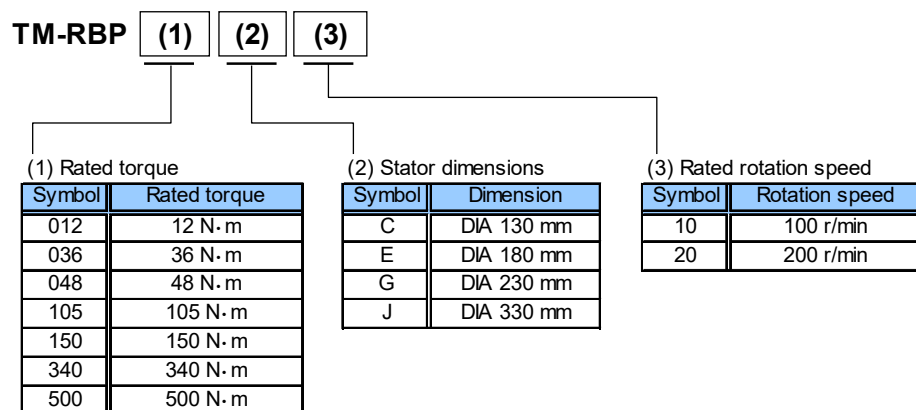 TM-RBP (1) (2) (3)
(1) Rated torque
Symbol Rated torque
012 12 N·m
036 36 N·m
048 48 N·m
105 105 N·m
150 150 N·m
340 340 N·m
500 500 N·m
(2) Stator dimensions
Symbol Dimension
C DIA 130 mm
E DIA 180 mm
G DIA 230 mm
J DIA 330 mm
(3) Rated rotation speed
Symbol Rotation speed
10 100 r/min
20 200 r/min